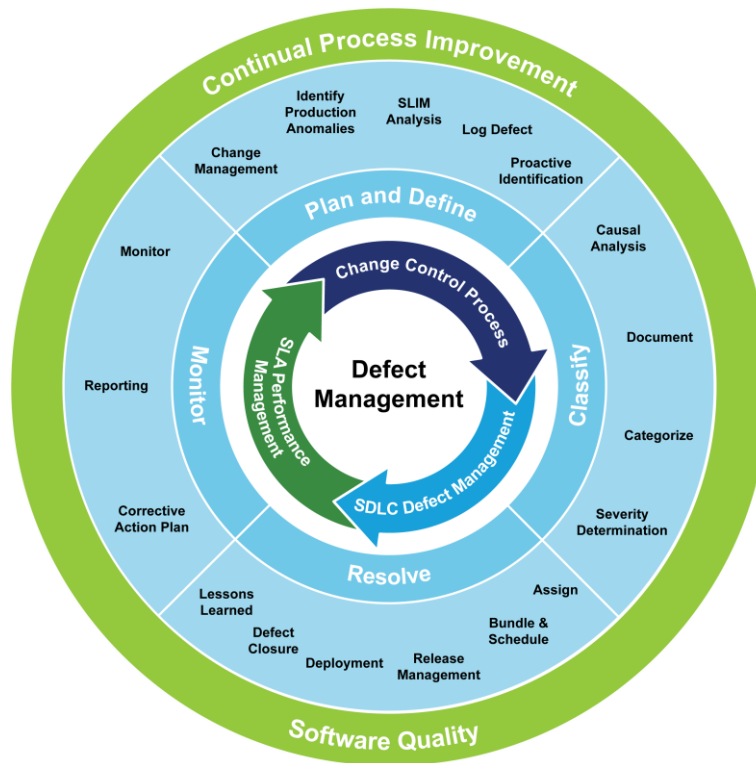 Continual Process Improvement
Identify
Production
Anomalies
SLIM
Analysis
Log Defect
Change
Management
Proactive
Identification
Plan and Define
Causal
Analysis
Document
Categorize
Severity
Determination
Classify
Assign
Bundle &
Schedule
Release
Management
Deployment
Defect
Closure
Lessons
Learned
Resolve
Corrective
Action Plan
Reporting
Monitor
Monitor
Change Control Process
SDLC Defect Management
SLA Performance
Management
Defect
Management
Software Quality